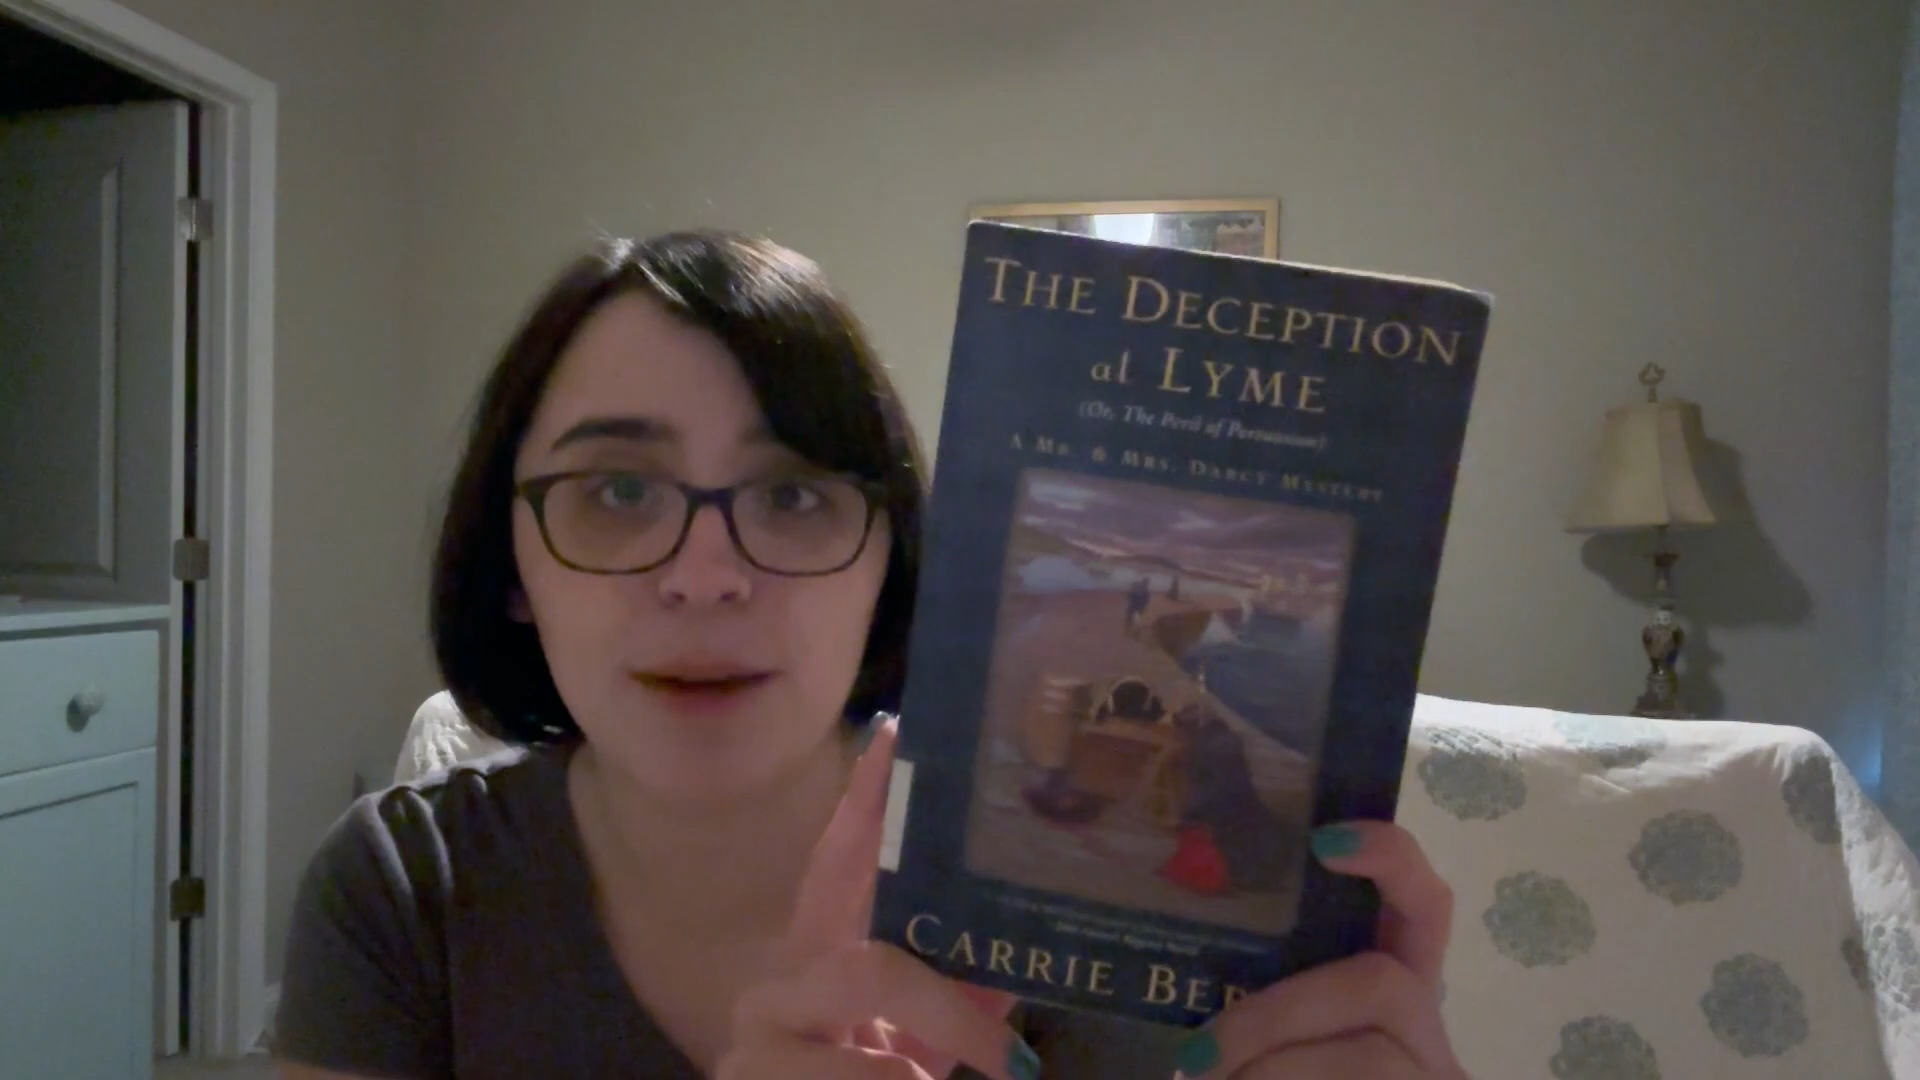 THE DECEPTION
at LYME
(Or, The Peril of Persuasion)
A MR. & MRS. DARCY MYSTERY
CARRIE BE